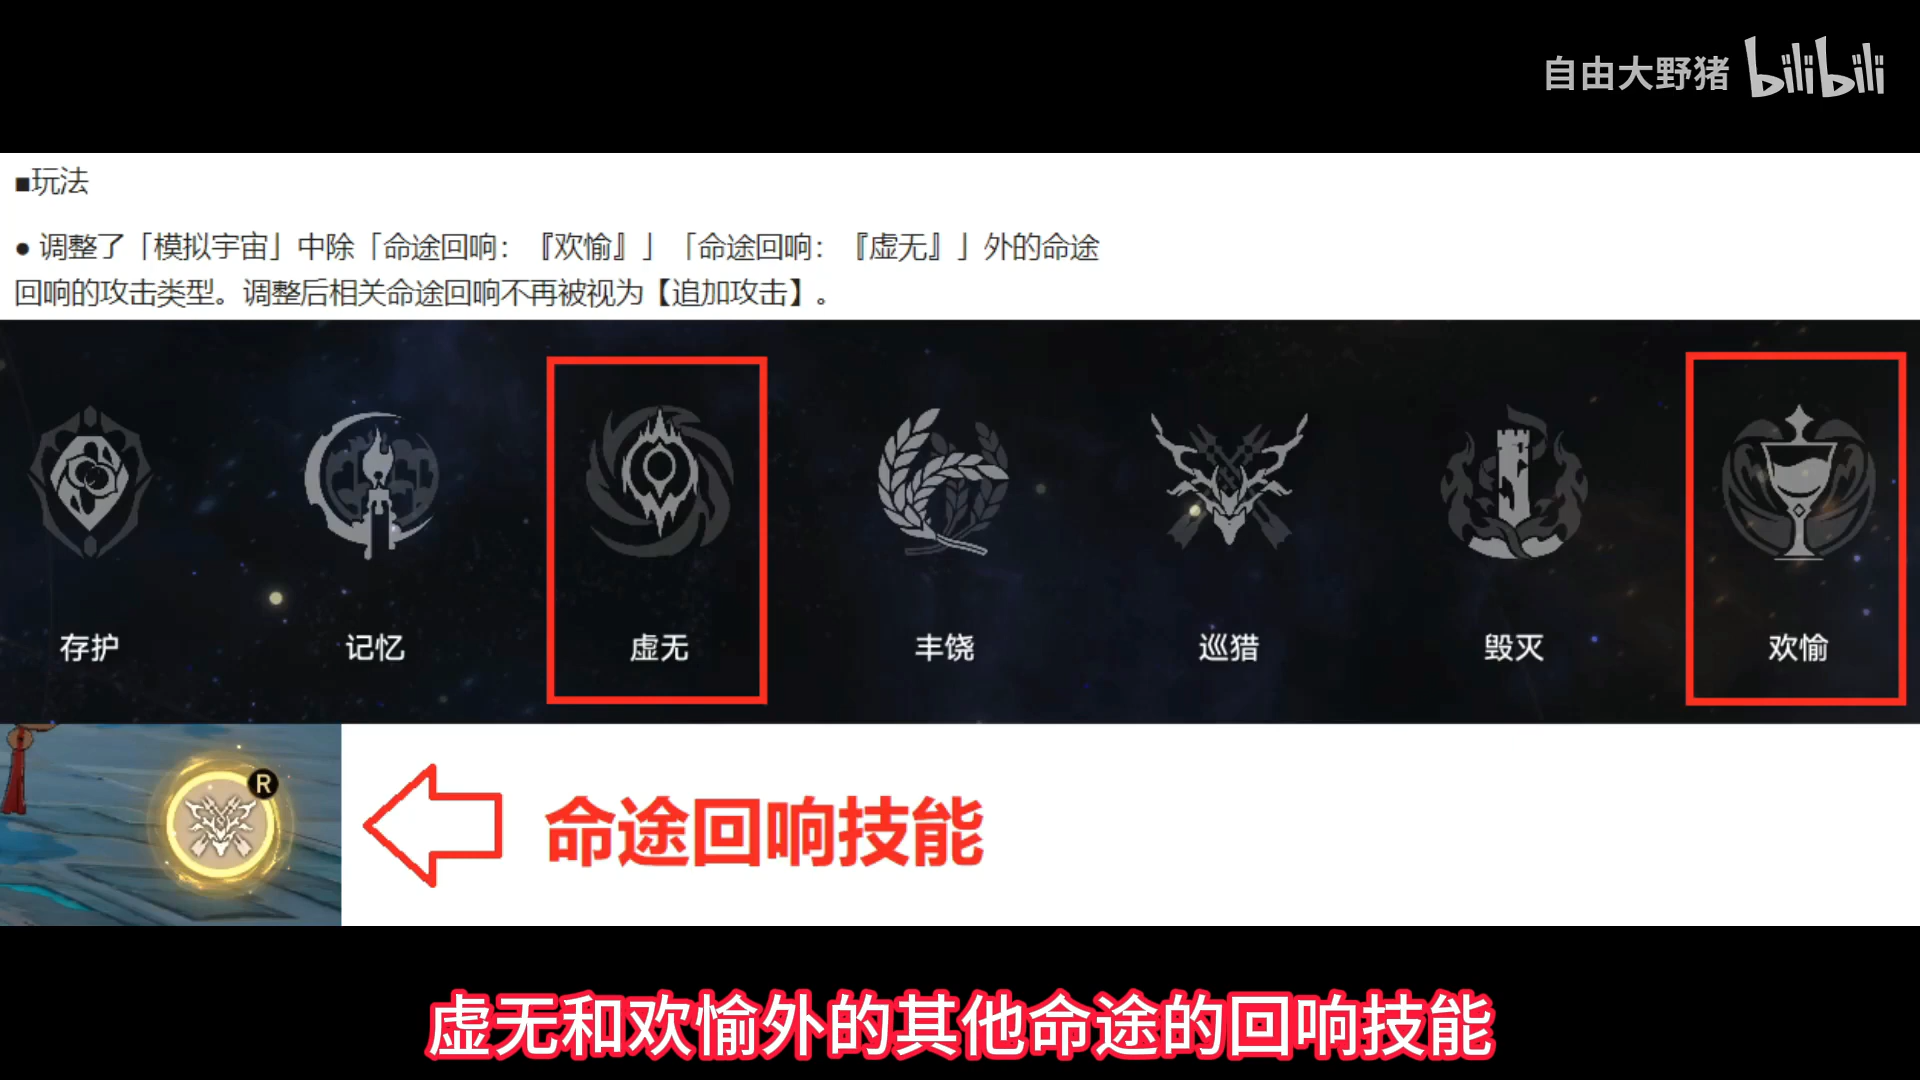 自由大野猪 bilibili
■玩法
● 调整了「模拟宇宙」中除「命途回响：『欢愉』」「命途回响：『虚无』」外的命途
回响的攻击类型。调整后相关命途回响不再被视为【追加攻击】。
存护 记忆 虚无 丰饶 巡猎 毁灭 欢愉
R
命途回响技能
虚无和欢愉外的其他命途的回响技能